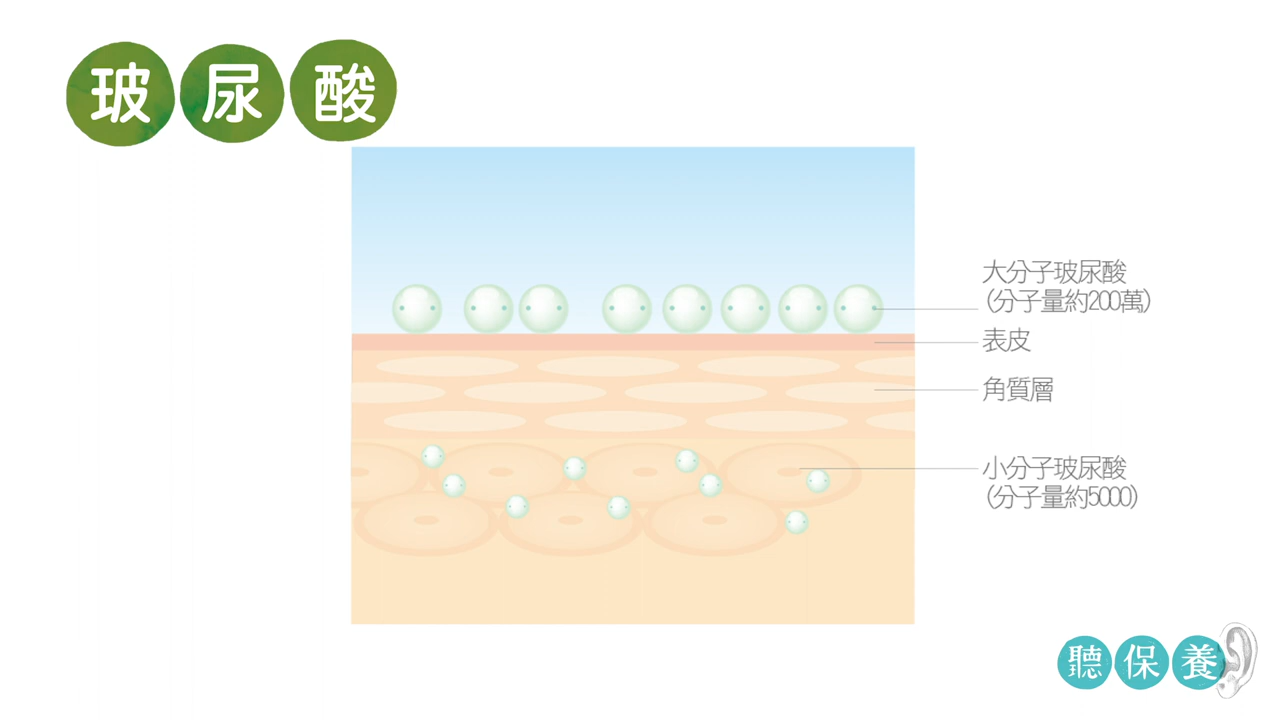 玻尿酸
大分子玻尿酸
(分子量約200萬)
表皮
角質層
小分子玻尿酸
(分子量約5000)
聽保養